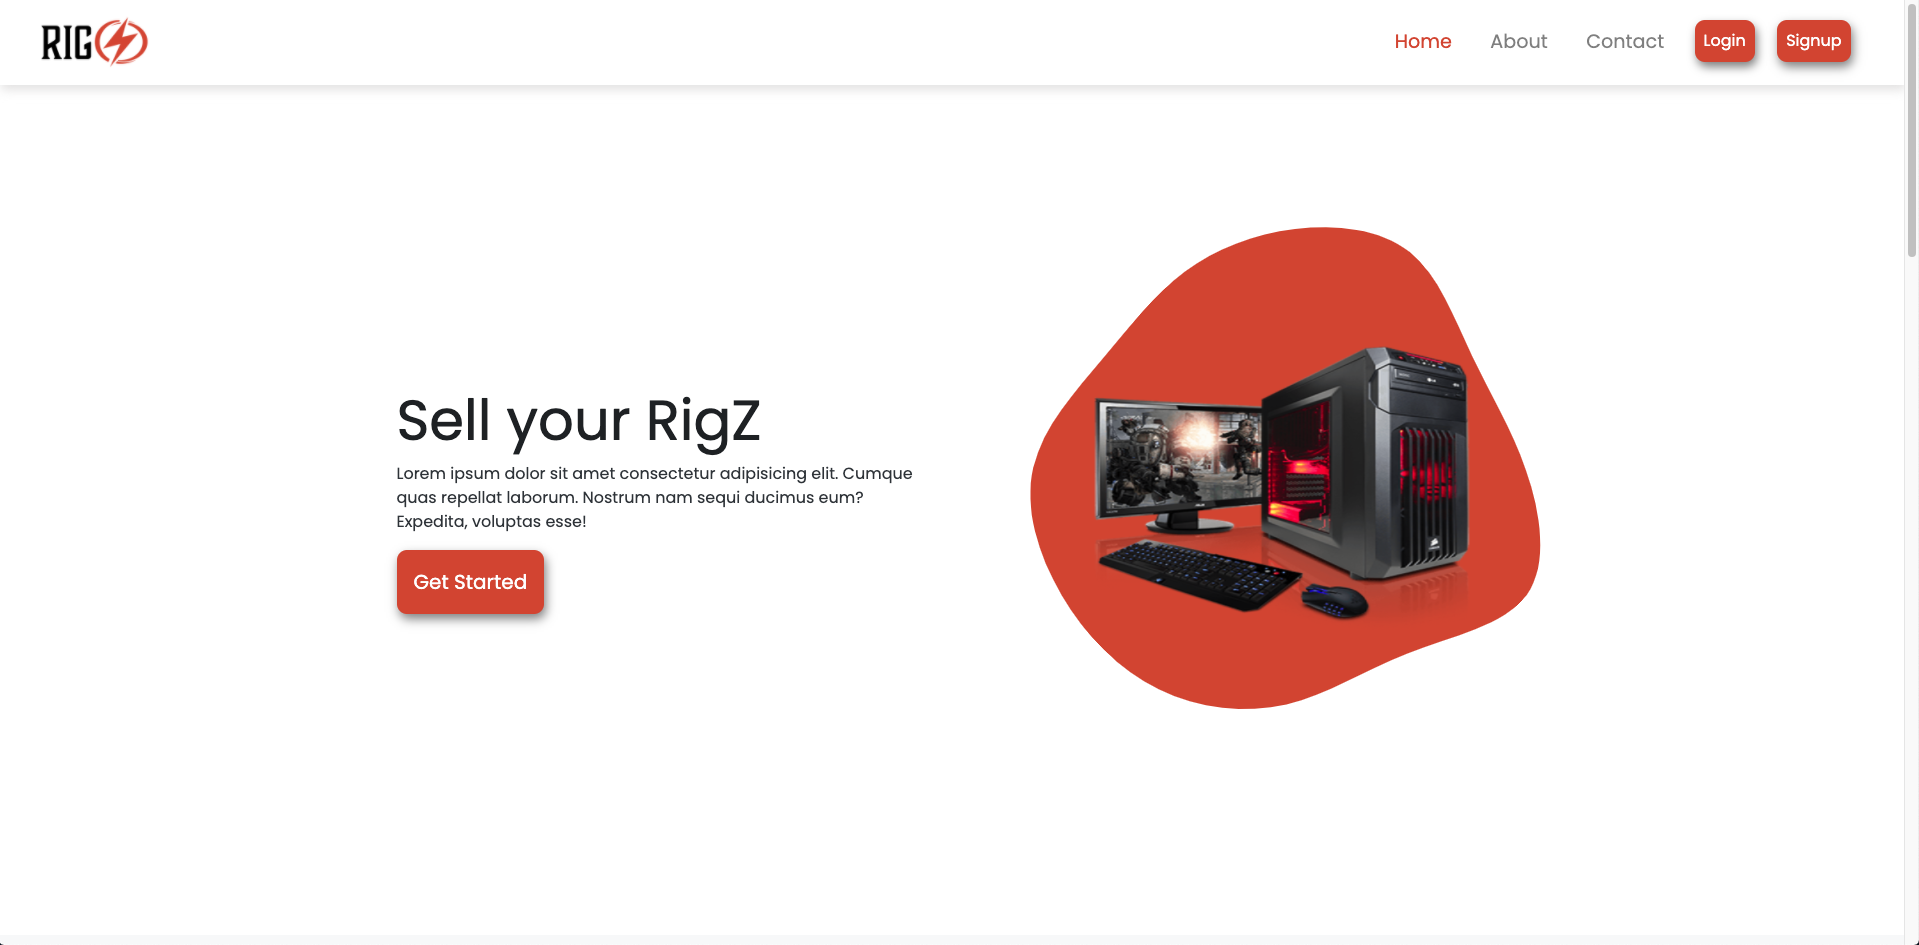 RIG
Home
About
Contact
Login
Signup
Sell your RigZ
Lorem ipsum dolor sit amet consectetur adipisicing elit. Cumque
quas repellat laborum. Nostrum nam sequi ducimus eum?
Expedita, voluptas esse!
Get Started